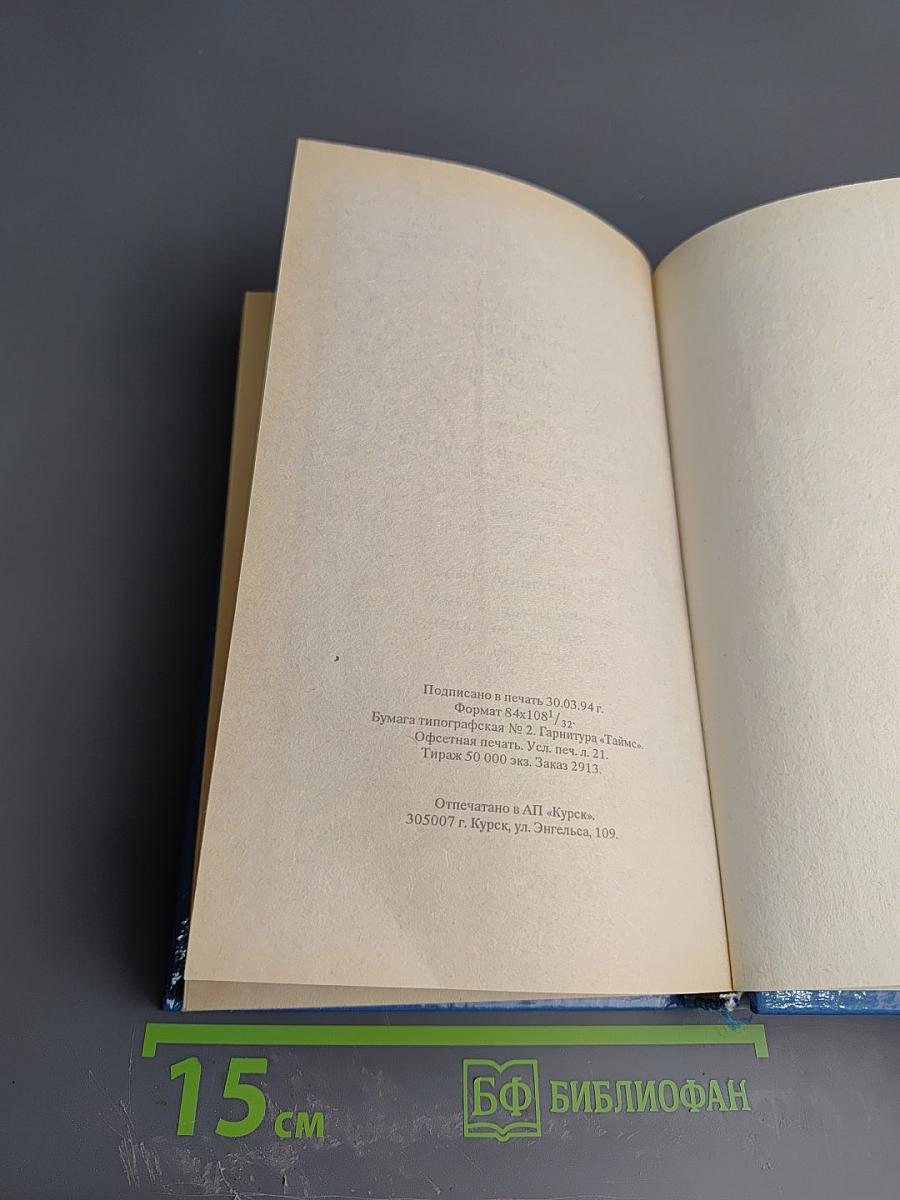 Подписано в печать 30.03.94 г.
Формат 84х108¹/₃₂.
Бумага типографская № 2. Гарнитура «Таймс».
Офсетная печать. Усл. печ. л. 21.
Тираж 50 000 экз. Заказ 2913.
Отпечатано в АП «Курск».
305007 г. Курск, ул. Энгельса, 109.
15 см
БФ БИБЛИОФАН